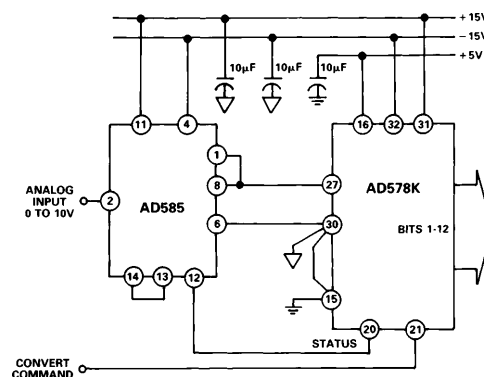 +15V
−15V
+5V
10μF
10μF
10μF
11
4
16
32
31
1
AD585
8
27
AD578K
ANALOG
INPUT
0 TO 10V
2
6
30
BITS 1-12
14
13
12
15
STATUS
20
21
CONVERT
COMMAND